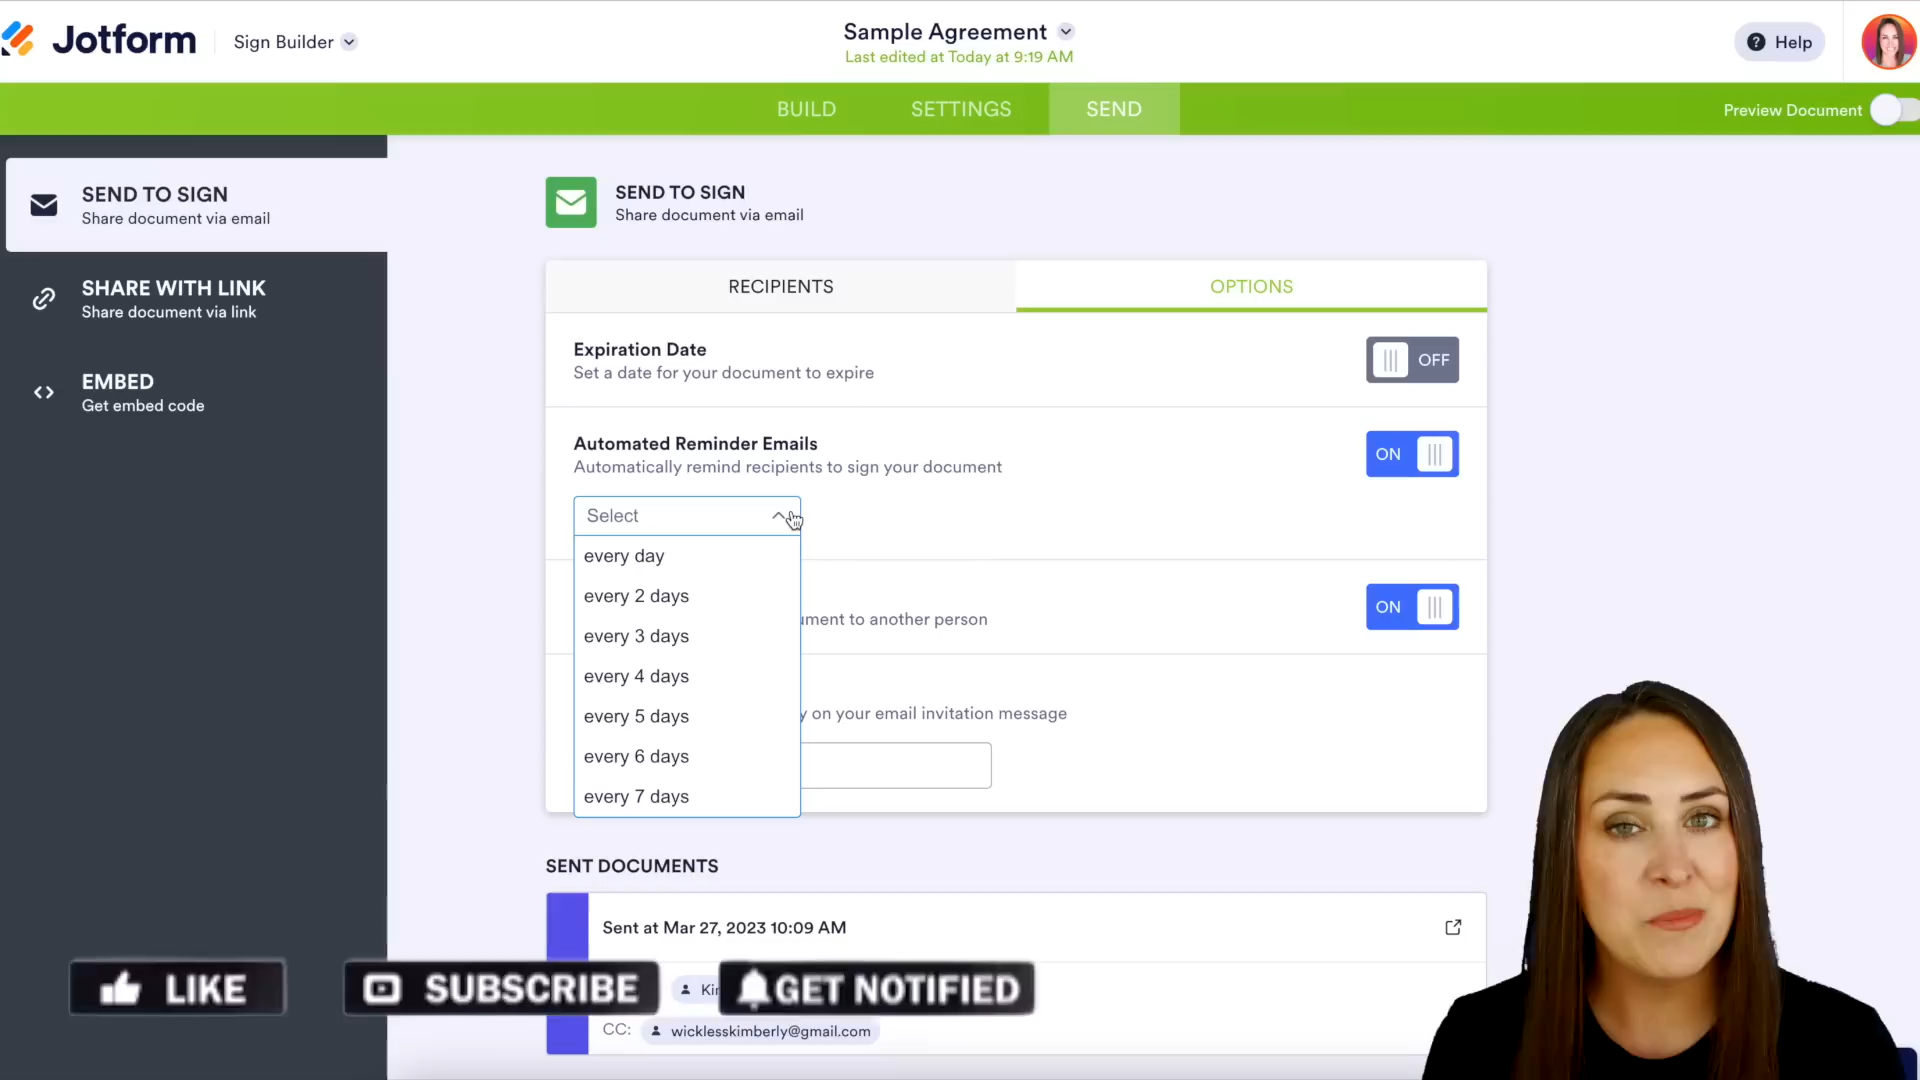 Jotform
Sign Builder
Sample Agreement
Last edited at Today at 9:19 AM
Help
BUILD
SETTINGS
SEND
Preview Document
SEND TO SIGN
Share document via email
SHARE WITH LINK
Share document via link
EMBED
Get embed code
SEND TO SIGN
Share document via email
RECIPIENTS
OPTIONS
Expiration Date
Set a date for your document to expire
OFF
Automated Reminder Emails
Automatically remind recipients to sign your document
ON
Select
every day
every 2 days
every 3 days
every 4 days
every 5 days
every 6 days
every 7 days
to another person
ON
on your email invitation message
SENT DOCUMENTS
Sent at Mar 27, 2023 10:09 AM
LIKE
SUBSCRIBE
GET NOTIFIED
CC:
wicklesskimberly@gmail.com